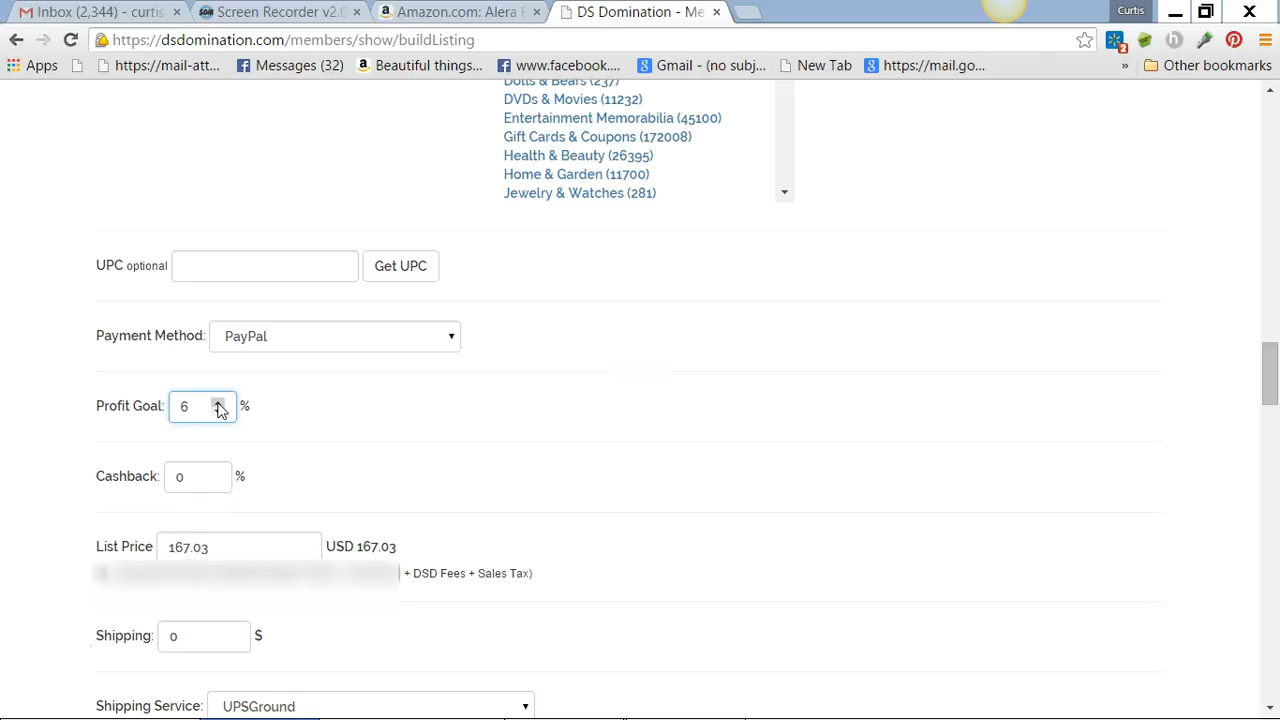 Inbox (2,344) - curtis
Screen Recorder v2.0
Amazon.com: Alera E
DS Domination - Me
Curtis
https://dsdomination.com/members/show/buildListing
2
Apps
https://mail-att...
Messages (32)
Beautiful things...
www.facebook....
Gmail - (no subj...
New Tab
https://mail.go...
»
Other bookmarks
Dolls & Bears (237)
DVDs & Movies (11232)
Entertainment Memorabilia (45100)
Gift Cards & Coupons (172008)
Health & Beauty (26395)
Home & Garden (11700)
Jewelry & Watches (281)
UPC optional
Get UPC
Payment Method: PayPal
Profit Goal: 6 %
Cashback: 0 %
List Price 167.03 USD 167.03
+ DSD Fees + Sales Tax)
Shipping: 0 $
Shipping Service: UPSGround